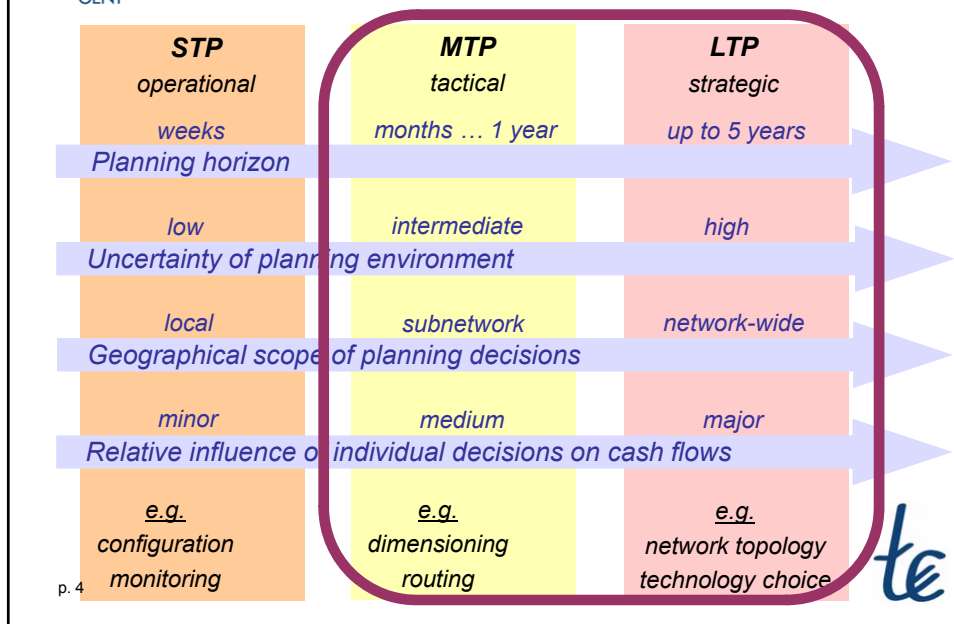 GENT
STP MTP LTP
operational tactical strategic
weeks months … 1 year up to 5 years
Planning horizon
low intermediate high
Uncertainty of planning environment
local subnetwork network-wide
Geographical scope of planning decisions
minor medium major
Relative influence of individual decisions on cash flows
e.g. e.g. e.g.
configuration dimensioning network topology
monitoring routing technology choice
p. 4